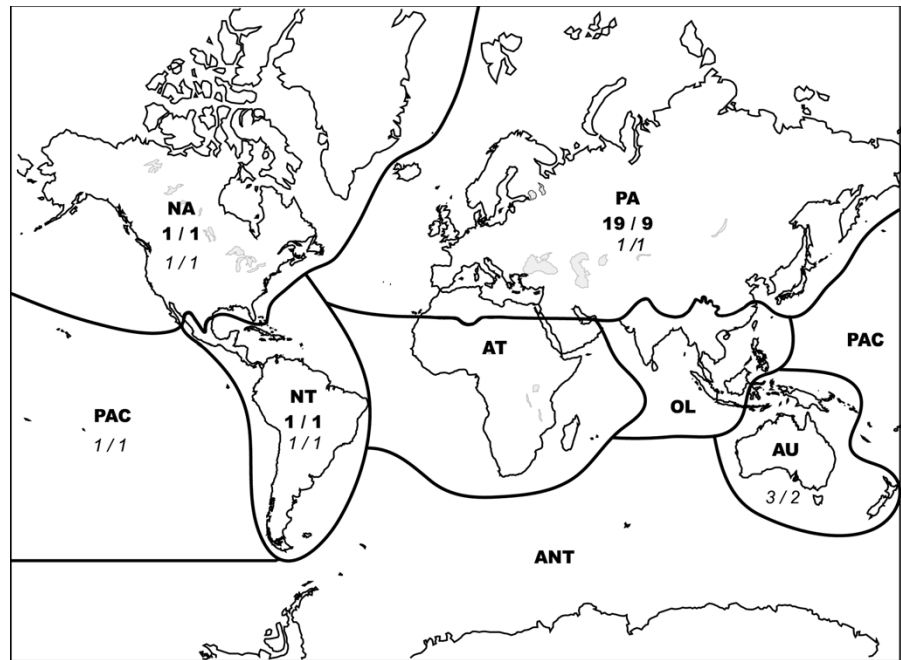 NA
1 / 1
1 / 1
PA
19 / 9
1/1
AT
PAC
NT
1 / 1
1 / 1
OL
PAC
1 / 1
AU
3 / 2
ANT